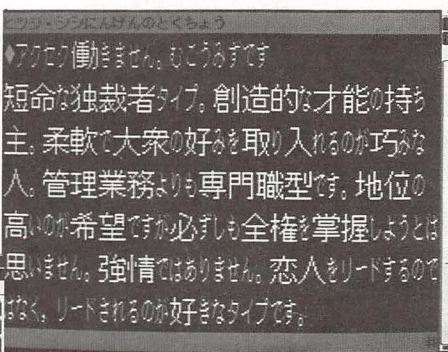 ヒツジ・シシにんげんのとくちょう
♦アクセク働きません。むこうみずです
短命な独裁者タイプ。創造的な才能の持ち
主。柔軟で大衆の好みを取り入れるのが巧みな
人。管理業務よりも専門職型です。地位の
高いのが希望ですが必ずしも全権を掌握しようとは
思いません。強情ではありません。恋人をリードするので
はなく、リードされるのが好きなタイプです。